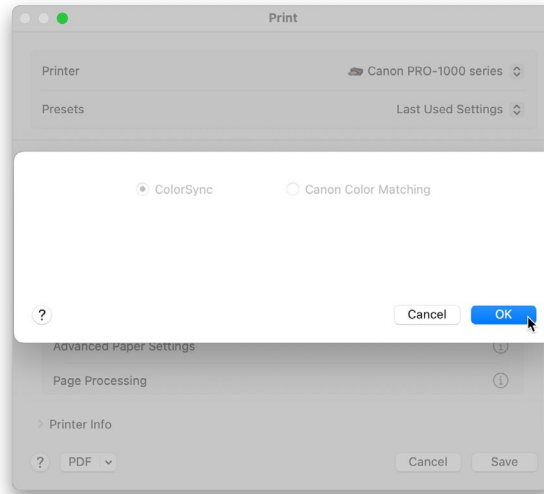 Print
Printer Canon PRO-1000 series
Presets Last Used Settings
ColorSync Canon Color Matching
? Cancel OK
Advanced Paper Settings
Page Processing
Printer Info
? PDF Cancel Save